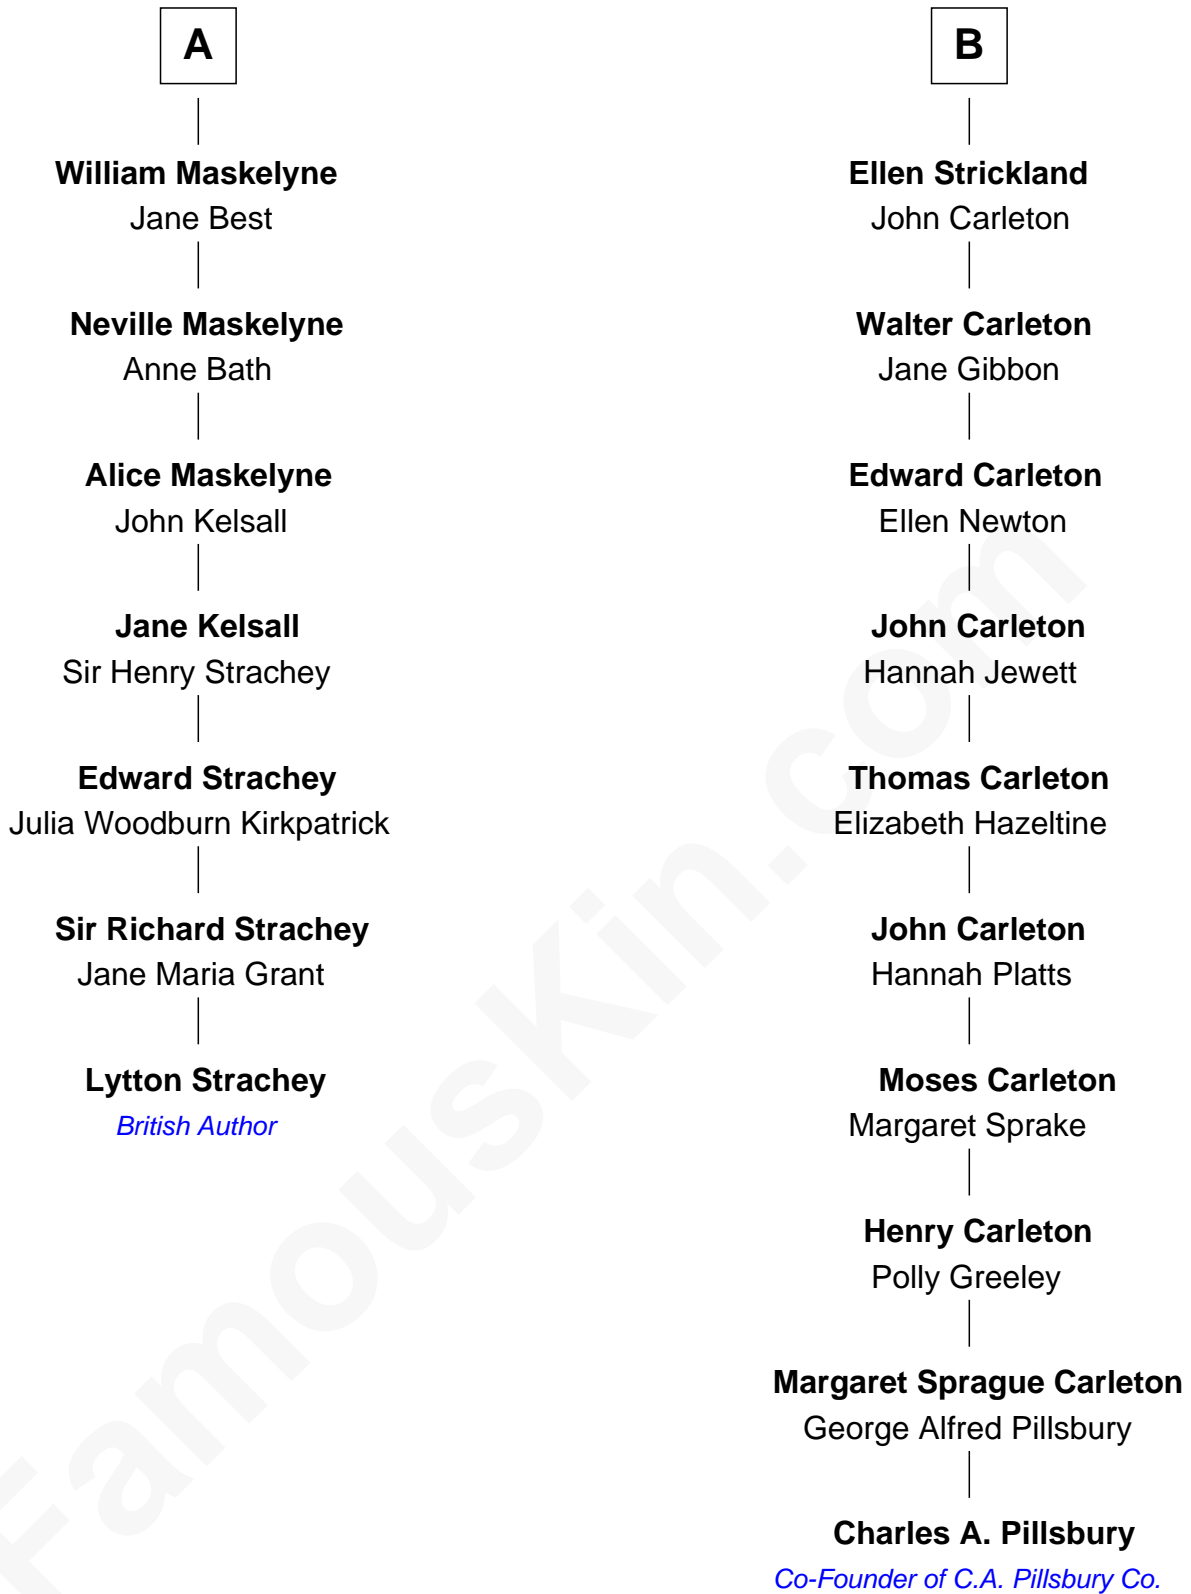 A
William Maskelyne
Jane Best
Neville Maskelyne
Anne Bath
Alice Maskelyne
John Kelsall
Jane Kelsall
Sir Henry Strachey
Edward Strachey
Julia Woodburn Kirkpatrick
Sir Richard Strachey
Jane Maria Grant
Lytton Strachey
British Author
B
Ellen Strickland
John Carleton
Walter Carleton
Jane Gibbon
Edward Carleton
Ellen Newton
John Carleton
Hannah Jewett
Thomas Carleton
Elizabeth Hazeltine
John Carleton
Hannah Platts
Moses Carleton
Margaret Sprake
Henry Carleton
Polly Greeley
Margaret Sprague Carleton
George Alfred Pillsbury
Charles A. Pillsbury
Co-Founder of C.A. Pillsbury Co.
FamousKin.com